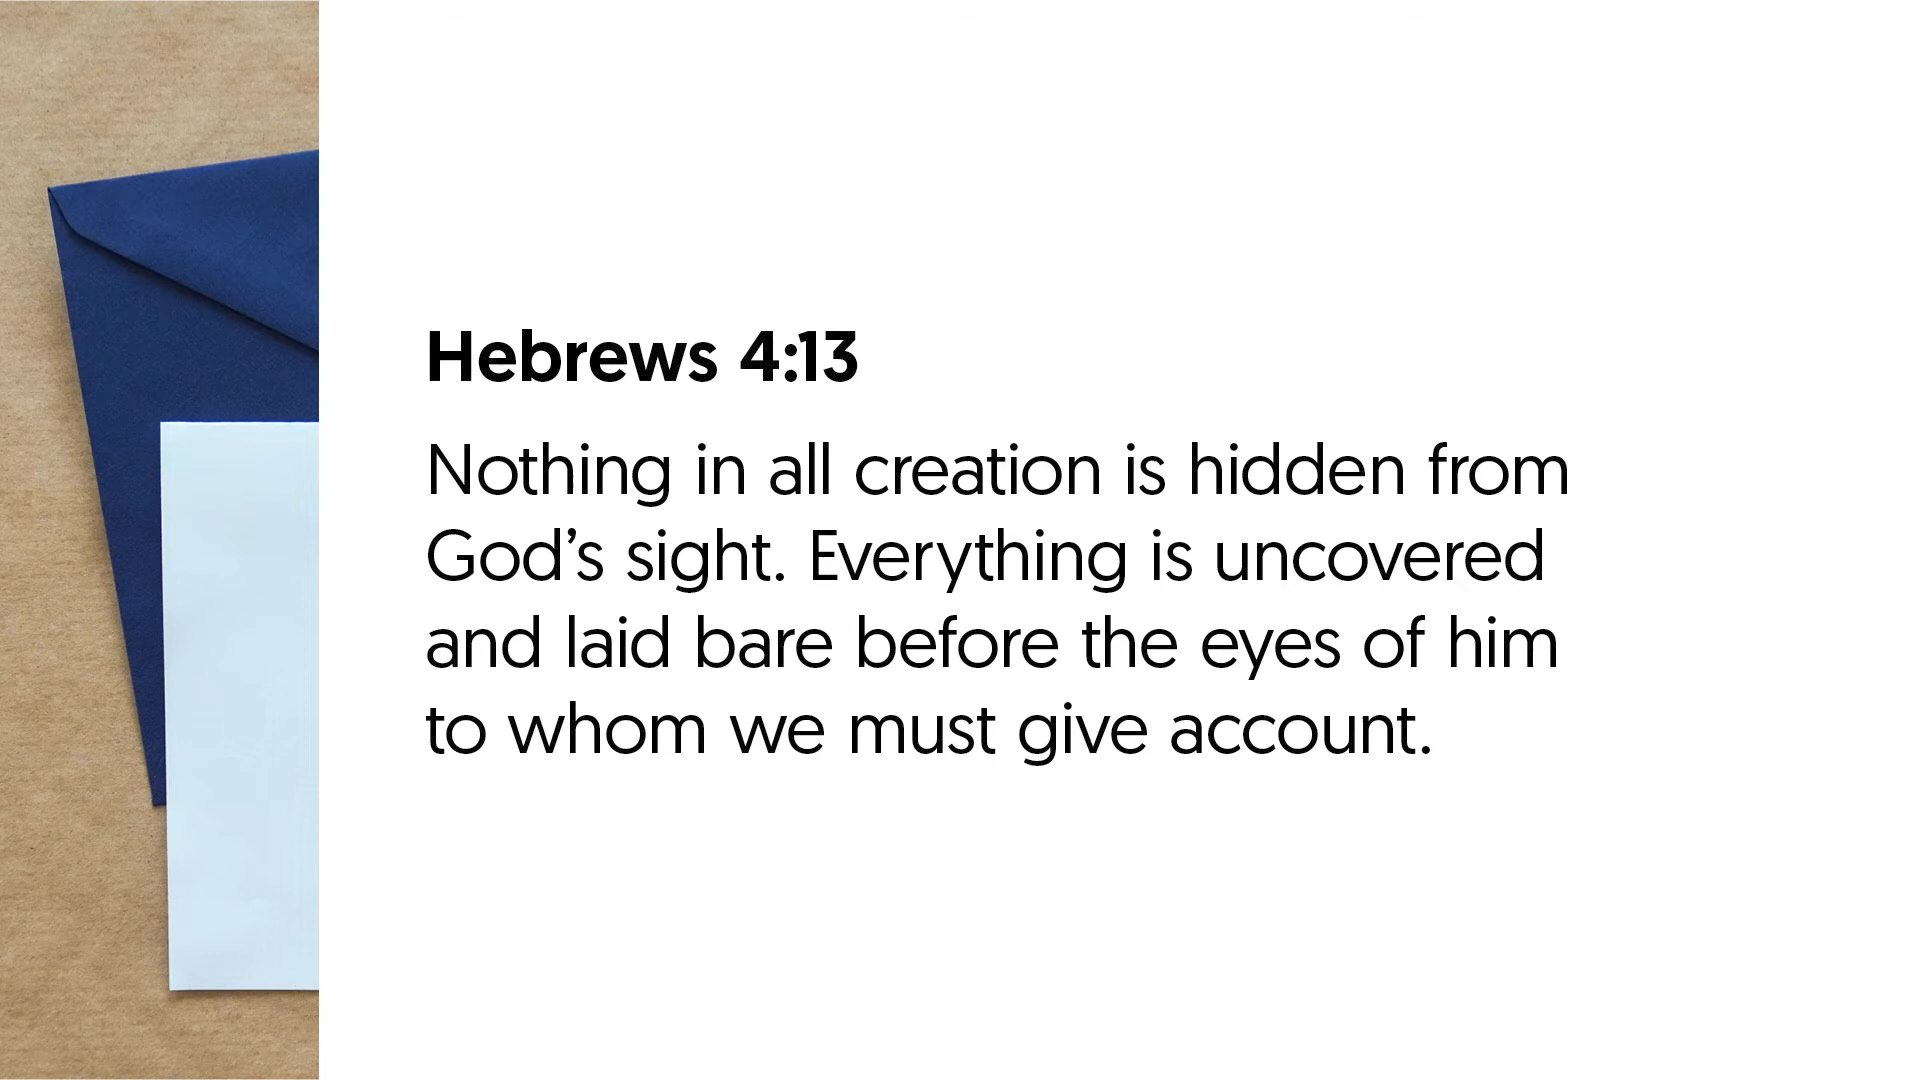 Hebrews 4:13
Nothing in all creation is hidden from
God’s sight. Everything is uncovered
and laid bare before the eyes of him
to whom we must give account.